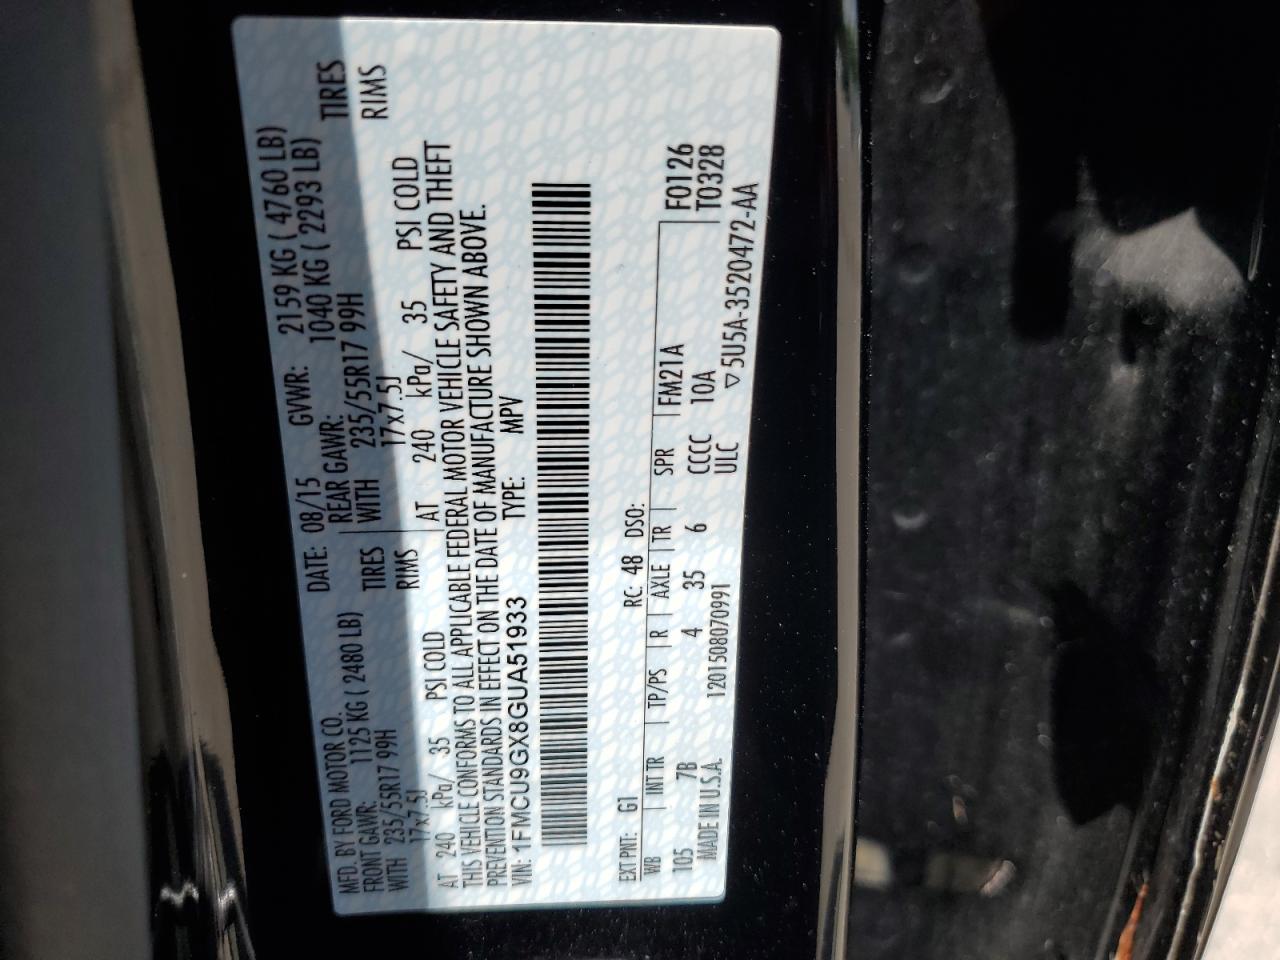 MFD. BY FORD MOTOR CO.
DATE: 08/15 GVWR: 2159 KG ( 4760 LB)
FRONT GAWR: 1125 KG ( 2480 LB)
REAR GAWR: 1040 KG ( 2293 LB)
WITH 235/55R17 99H TIRES
WITH 235/55R17 99H TIRES
17x7.5J RIMS
17x7.5J RIMS
AT 240 kPa/ 35 PSI COLD
AT 240 kPa/ 35 PSI COLD
THIS VEHICLE CONFORMS TO ALL APPLICABLE FEDERAL MOTOR VEHICLE SAFETY AND THEFT
PREVENTION STANDARDS IN EFFECT ON THE DATE OF MANUFACTURE SHOWN ABOVE.
VIN: 1FMCU9GX8GUA51933 TYPE: MPV
EXT PNT: G1 RC: 48 DSO:
WB INT TR TP/PS R AXLE TR SPR FM21A F0126
105 7B 4 35 6 CCCC 10A T0328
ULC
MADE IN U.S.A. 120150807099​1 ▽5U5A-3520472-AA